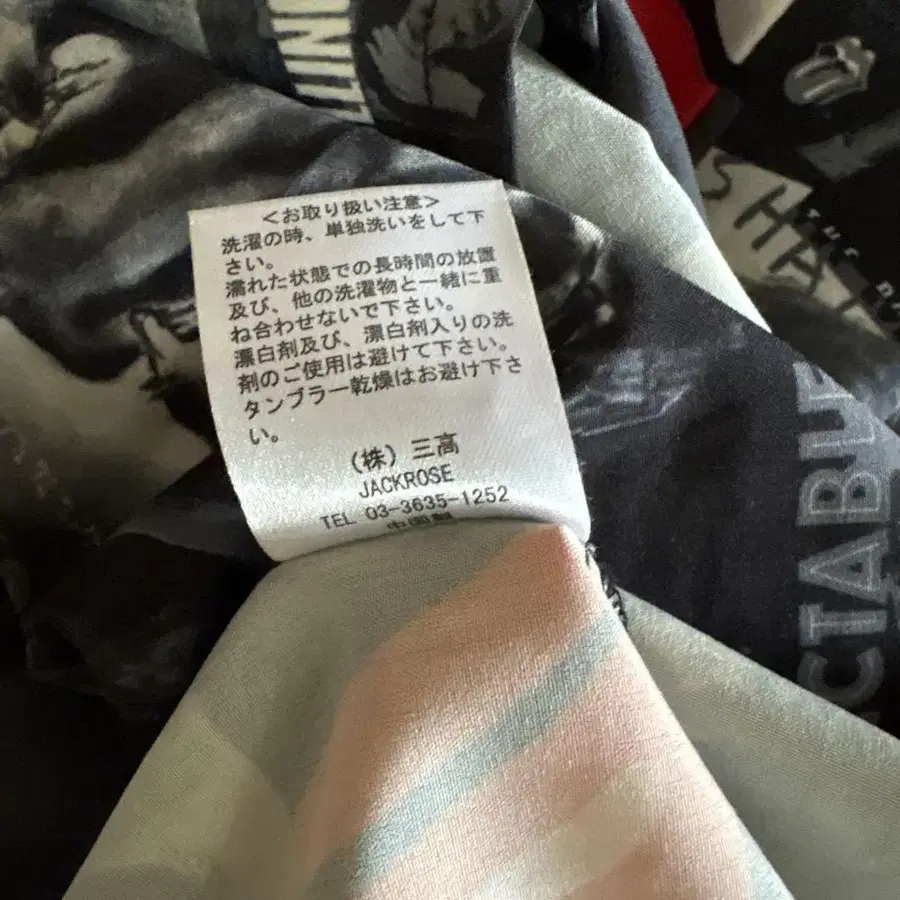 <お取り扱い注意>
洗濯の時、単独洗いをして下
さい。
濡れた状態での長時間の放置
及び、他の洗濯物と一緒に重
ね合わせないで下さい。
漂白剤及び、漂白剤入りの洗
剤のご使用は避けて下さい。
タンブラー乾燥はお避け下さ
い。
(株) 三高
JACKROSE
TEL 03-3635-1252
中国製
SHAT
THE
CTABLE